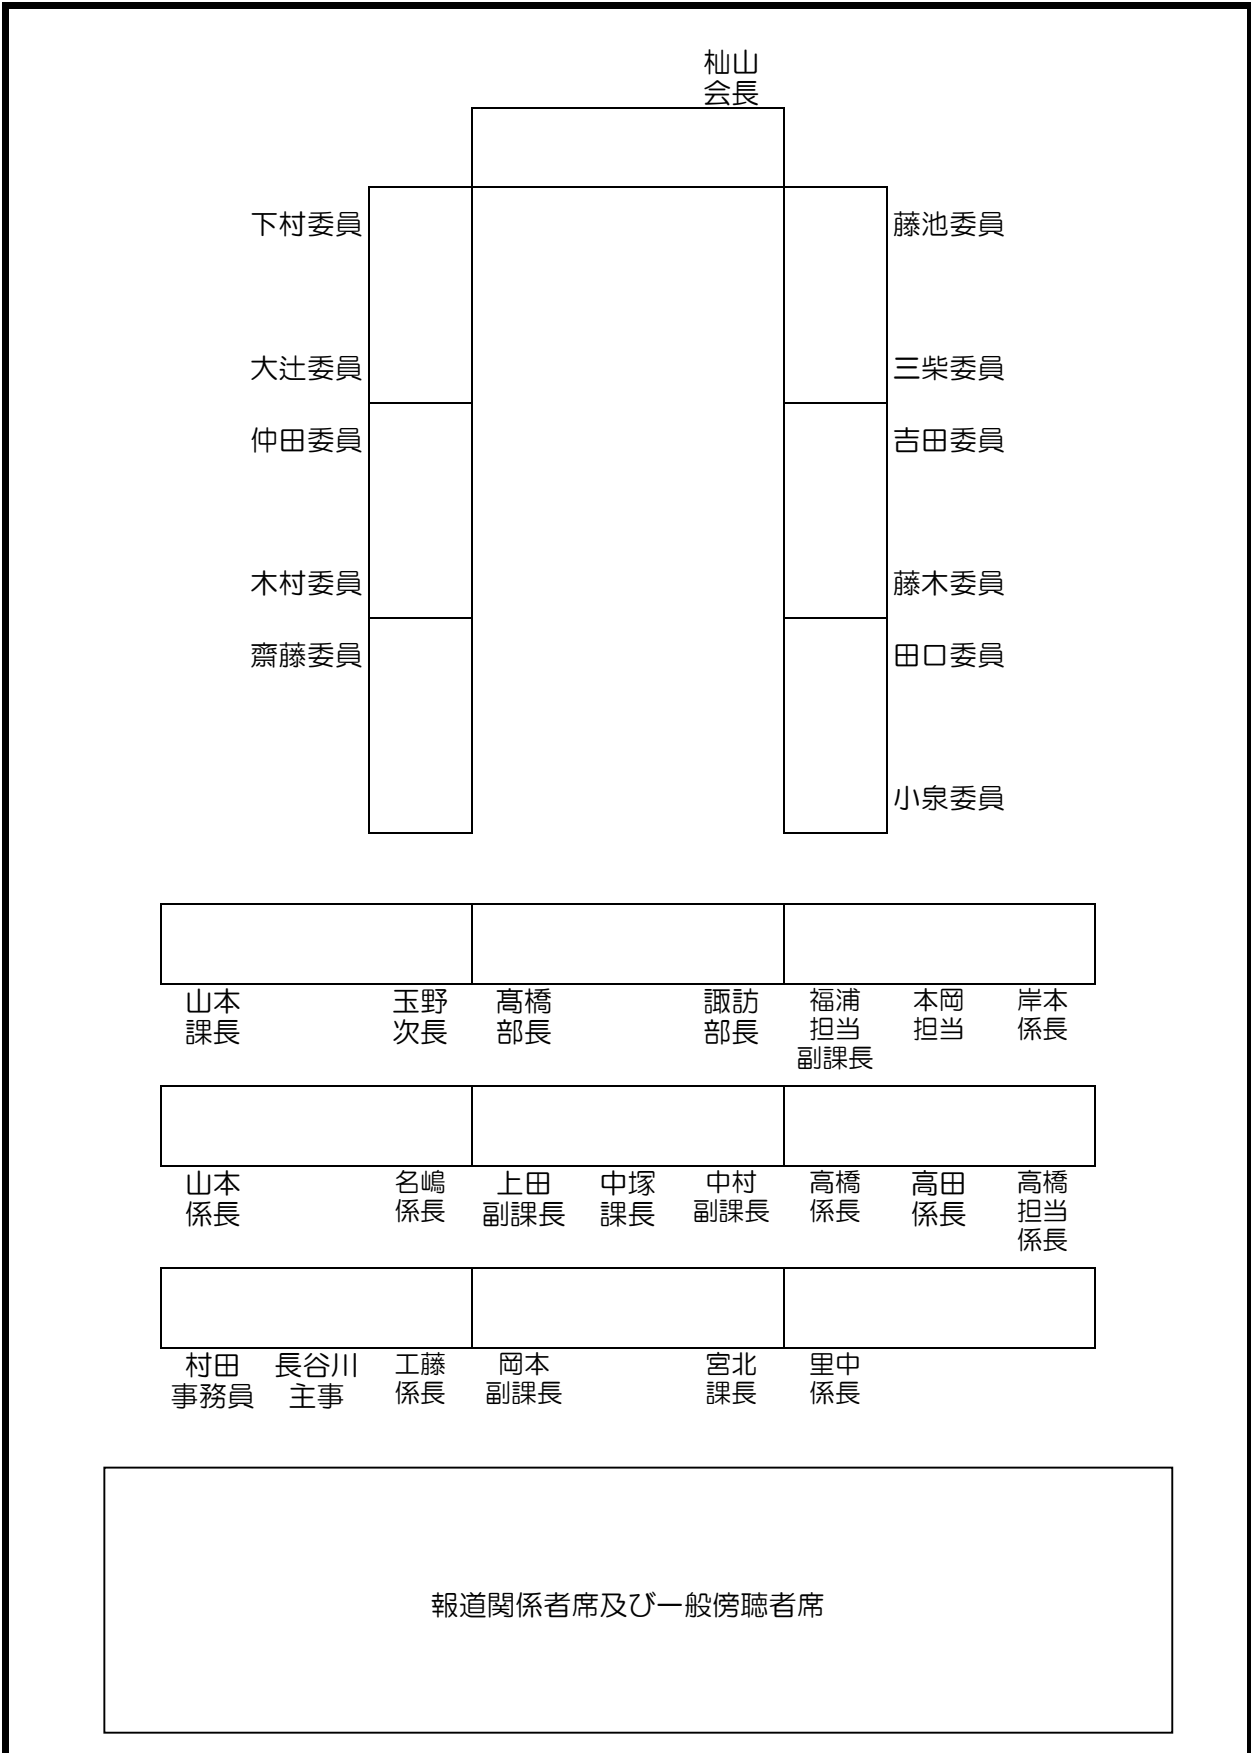 杣山
会長
下村委員
藤池委員
大辻委員
三柴委員
仲田委員
吉田委員
木村委員
藤木委員
齋藤委員
田口委員
小泉委員
山本
課長
玉野
次長
髙橋
部長
諏訪
部長
福浦
担当
副課長
本岡
担当
岸本
係長
山本
係長
名嶋
係長
上田
副課長
中塚
課長
中村
副課長
高橋
係長
高田
係長
高橋
担当
係長
村田
事務員
長谷川
主事
工藤
係長
岡本
副課長
宮北
課長
里中
係長
報道関係者席及び一般傍聴者席